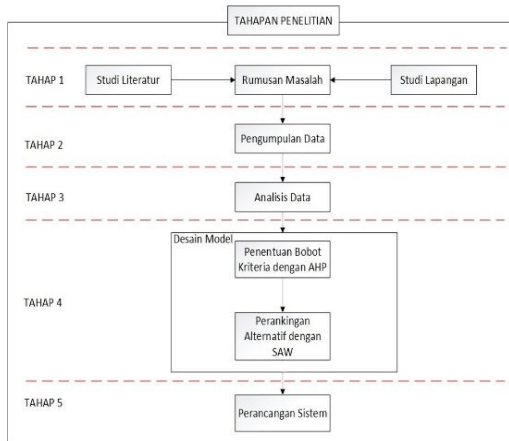 TAHAPAN PENELITIAN
TAHAP 1
Studi Literatur
Rumusan Masalah
Studi Lapangan
TAHAP 2
Pengumpulan Data
TAHAP 3
Analisis Data
TAHAP 4
Desain Model
Penentuan Bobot
Kriteria dengan AHP
Perankingan
Alternatif dengan
SAW
TAHAP 5
Perancangan Sistem